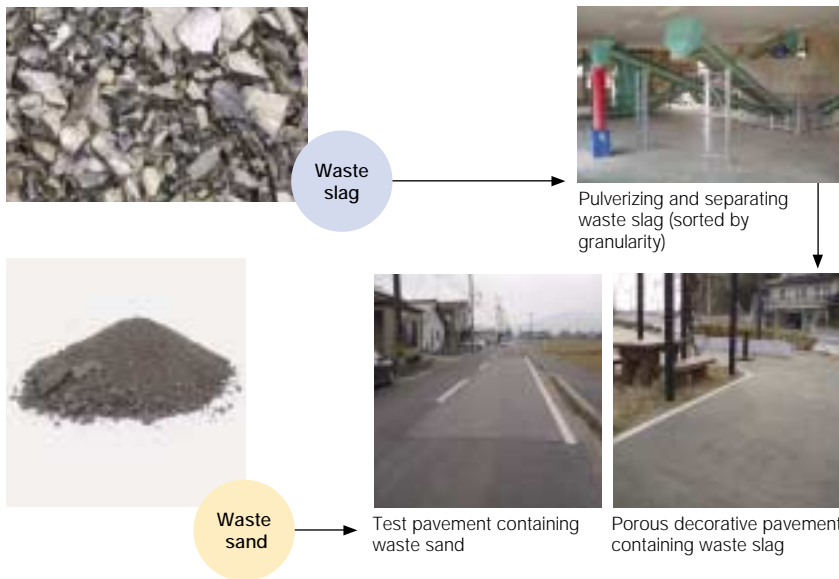 Waste
slag
Pulverizing and separating
waste slag (sorted by
granularity)
Waste
sand
Test pavement containing
waste sand
Porous decorative pavement
containing waste slag